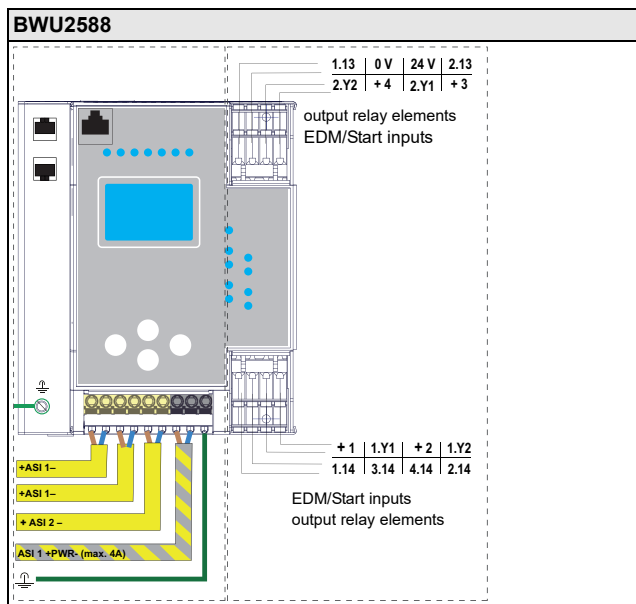 BWU2588
1.13 0 V 24 V 2.13
2.Y2 + 4 2.Y1 + 3
output relay elements
EDM/Start inputs
+ 1 1.Y1 + 2 1.Y2
1.14 3.14 4.14 2.14
EDM/Start inputs
output relay elements
+ASI 1–
+ASI 1–
+ ASI 2 –
ASI 1 +PWR- (max. 4A)